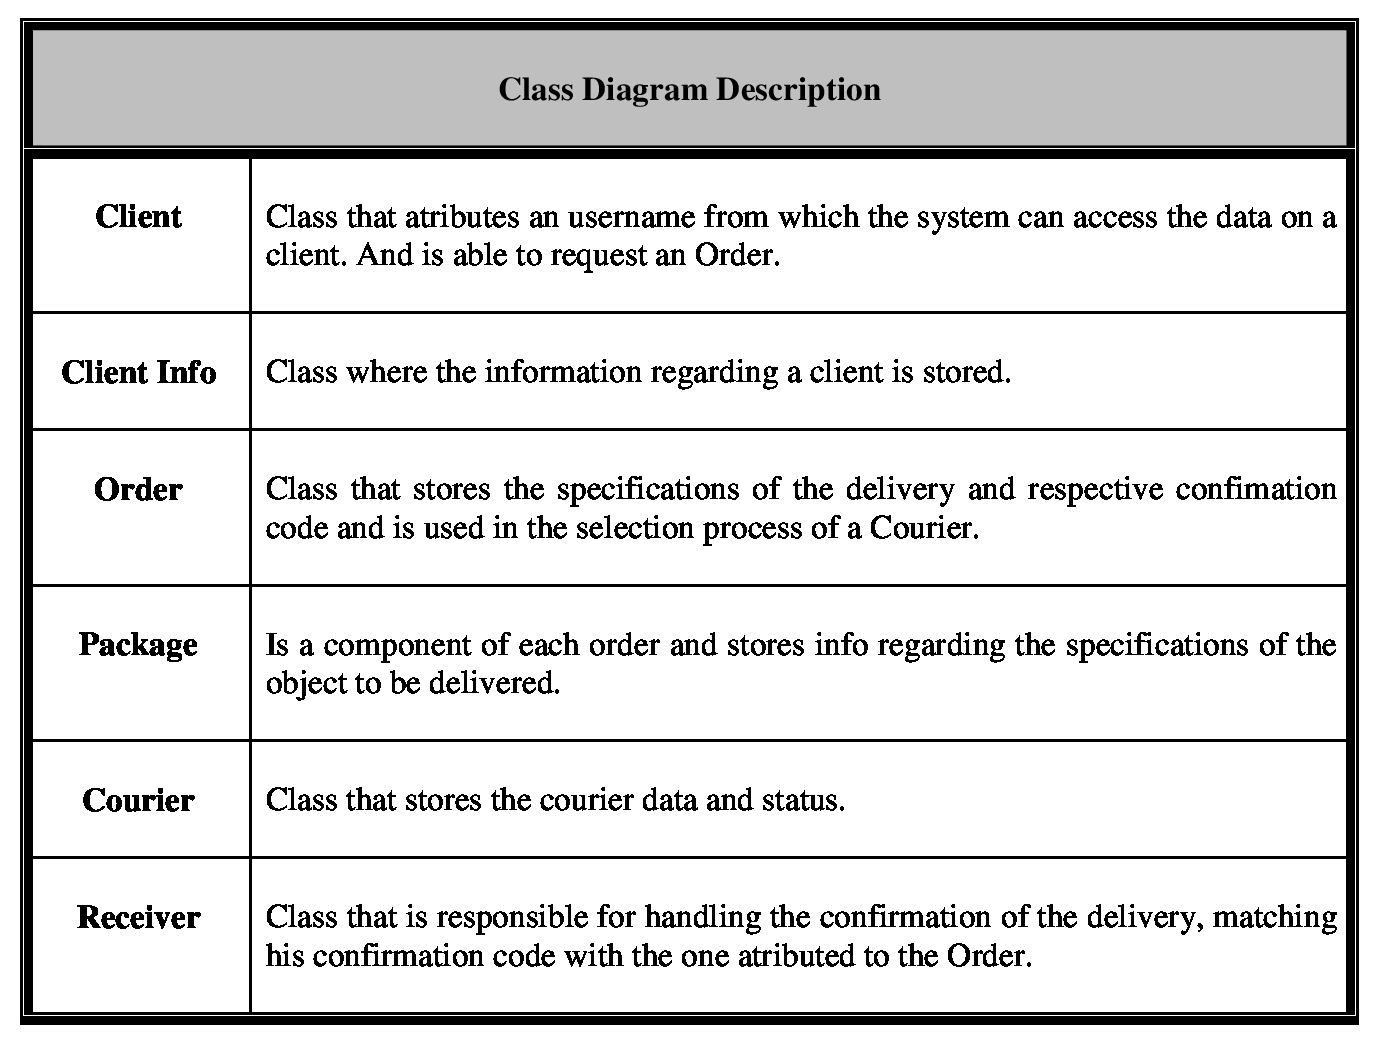 Class Diagram Description
Client
Class that atributes an username from which the system can access the data on a
client. And is able to request an Order.
Client Info
Class where the information regarding a client is stored.
Order
Class that stores the specifications of the delivery and respective confimation
code and is used in the selection process of a Courier.
Package
Is a component of each order and stores info regarding the specifications of the
object to be delivered.
Courier
Class that stores the courier data and status.
Receiver
Class that is responsible for handling the confirmation of the delivery, matching
his confirmation code with the one atributed to the Order.